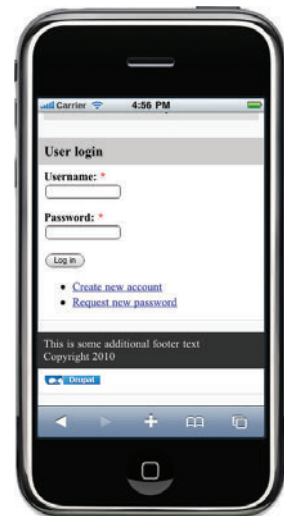 Carrier 4:56 PM
User login
Username: *
Password: *
Log in
Create new account
Request new password
This is some additional footer text
Copyright 2010
Drupal